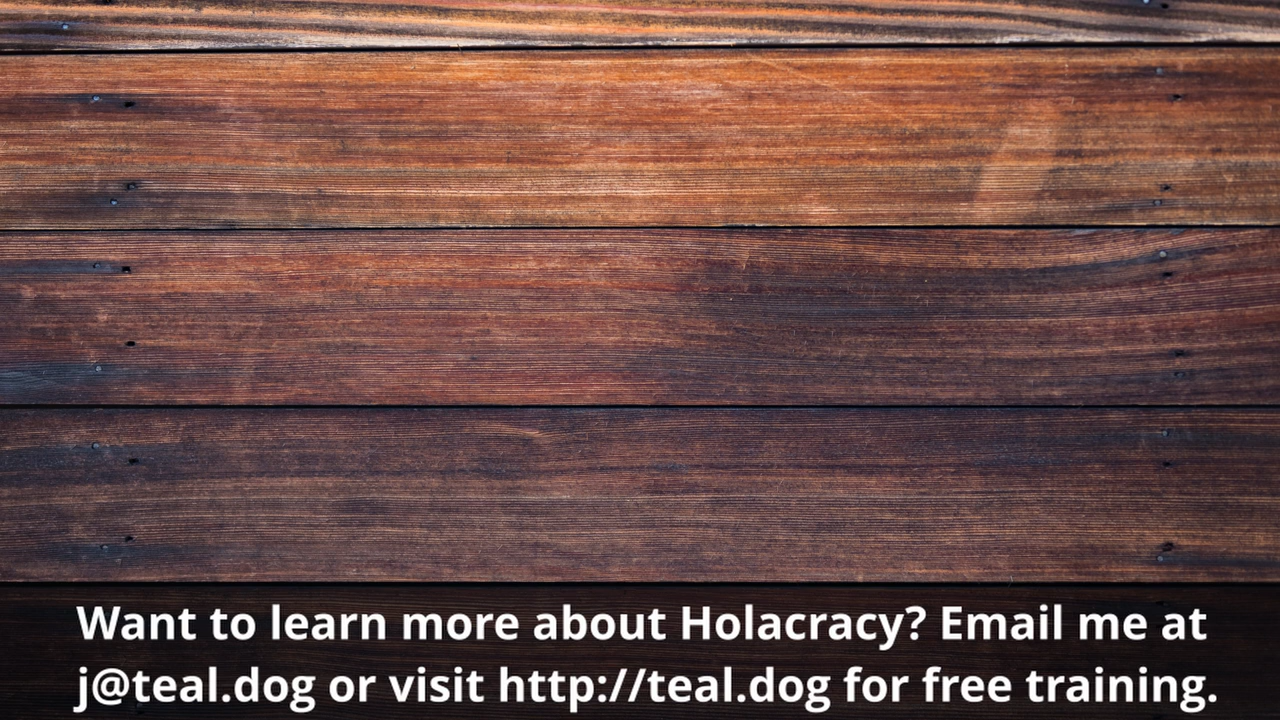 Want to learn more about Holacracy? Email me at
j@teal.dog or visit http://teal.dog for free training.